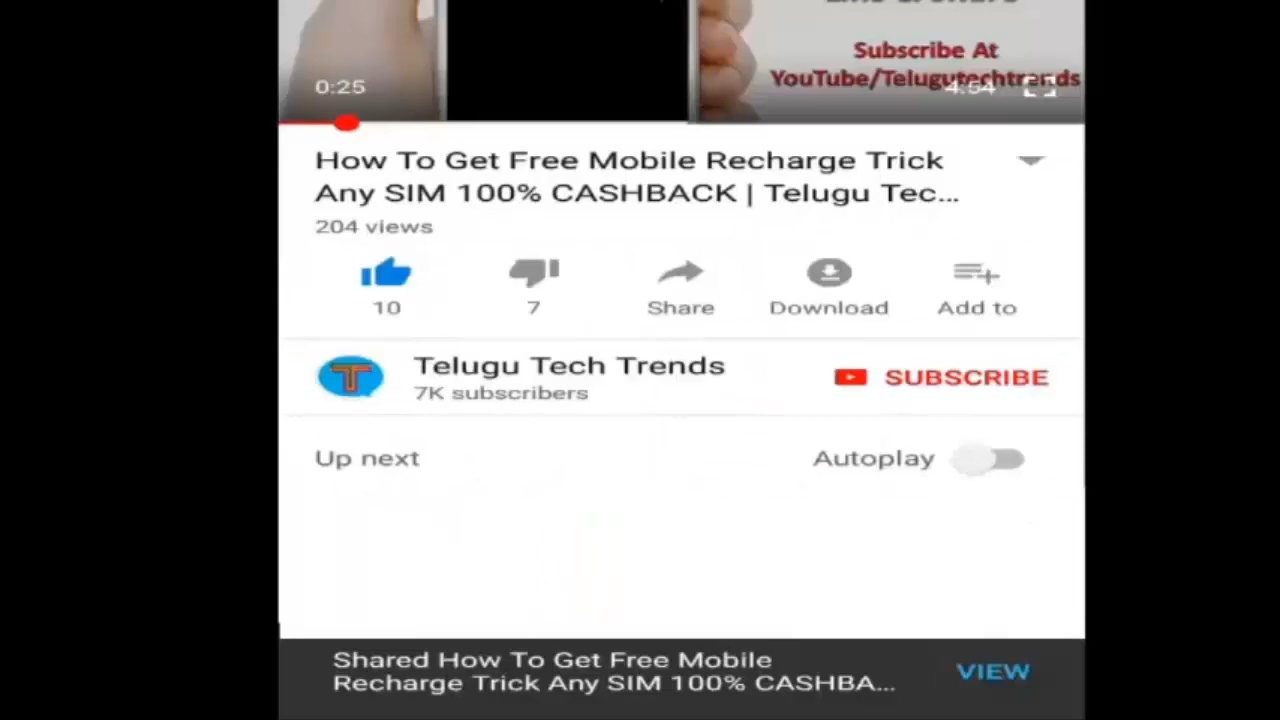 Subscribe At
YouTube/Telugutechtrends
0:25
4:54
How To Get Free Mobile Recharge Trick
Any SIM 100% CASHBACK | Telugu Tec...
204 views
10
7
Share
Download
Add to
T
Telugu Tech Trends
7K subscribers
SUBSCRIBE
Up next
Autoplay
Shared How To Get Free Mobile
Recharge Trick Any SIM 100% CASHBA...
VIEW